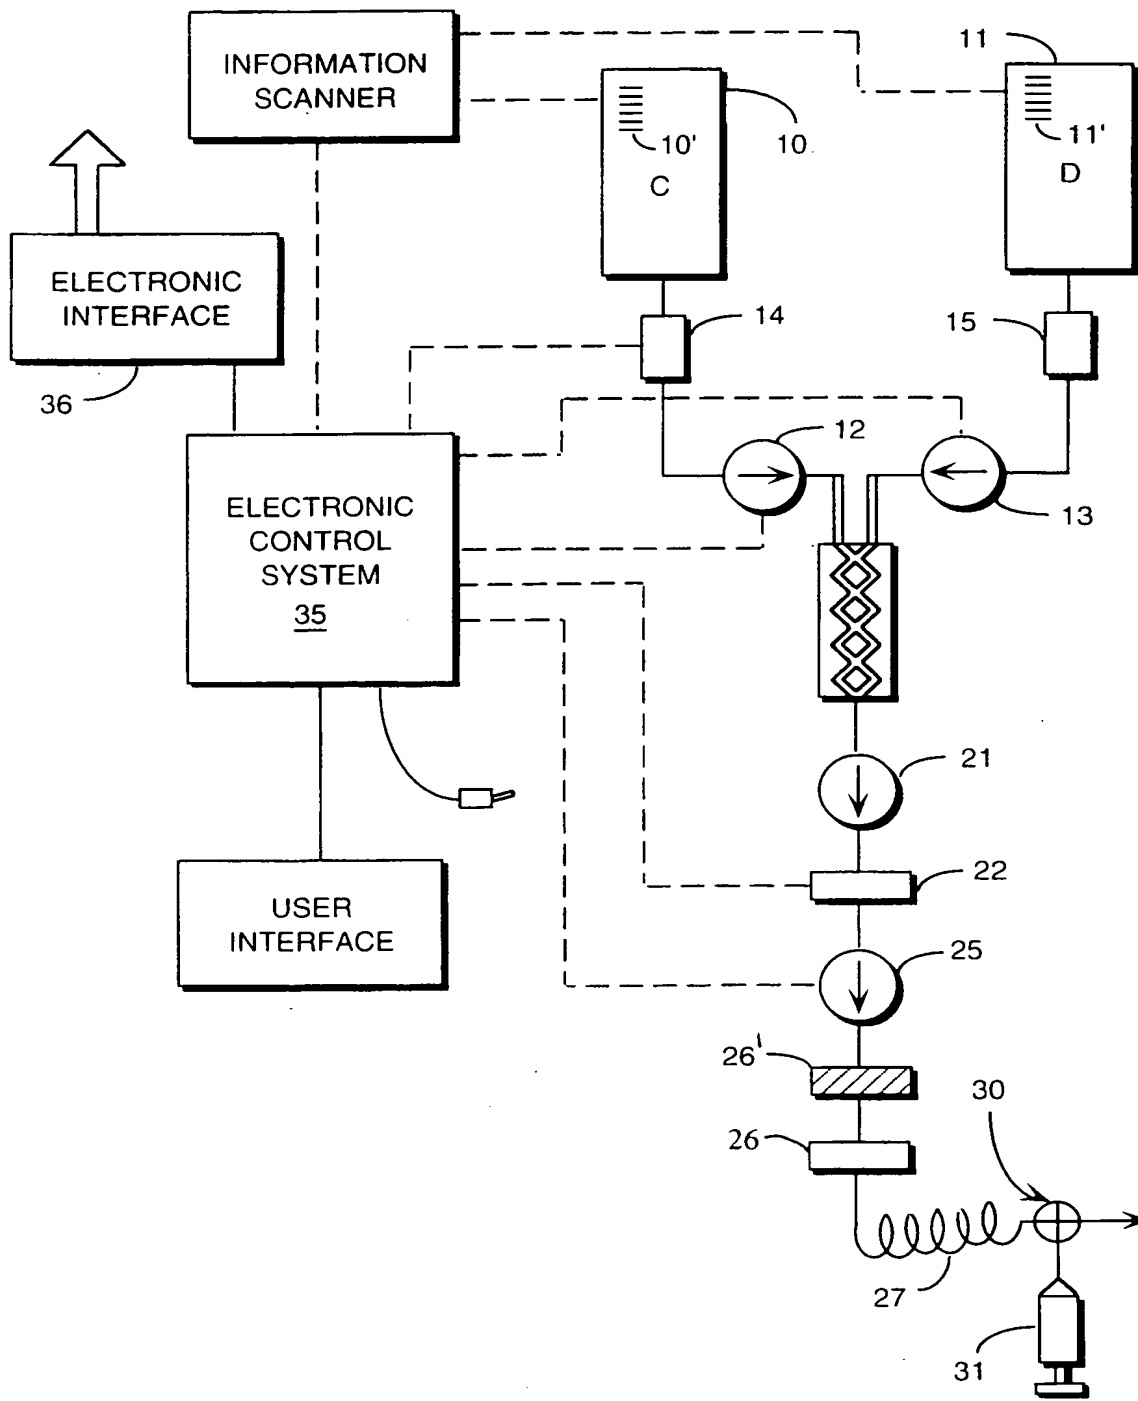 INFORMATION
SCANNER
11
10'
10
C
11'
D
ELECTRONIC
INTERFACE
36
14
15
12
13
ELECTRONIC
CONTROL
SYSTEM
35
21
22
USER
INTERFACE
25
26'
26
30
27
31